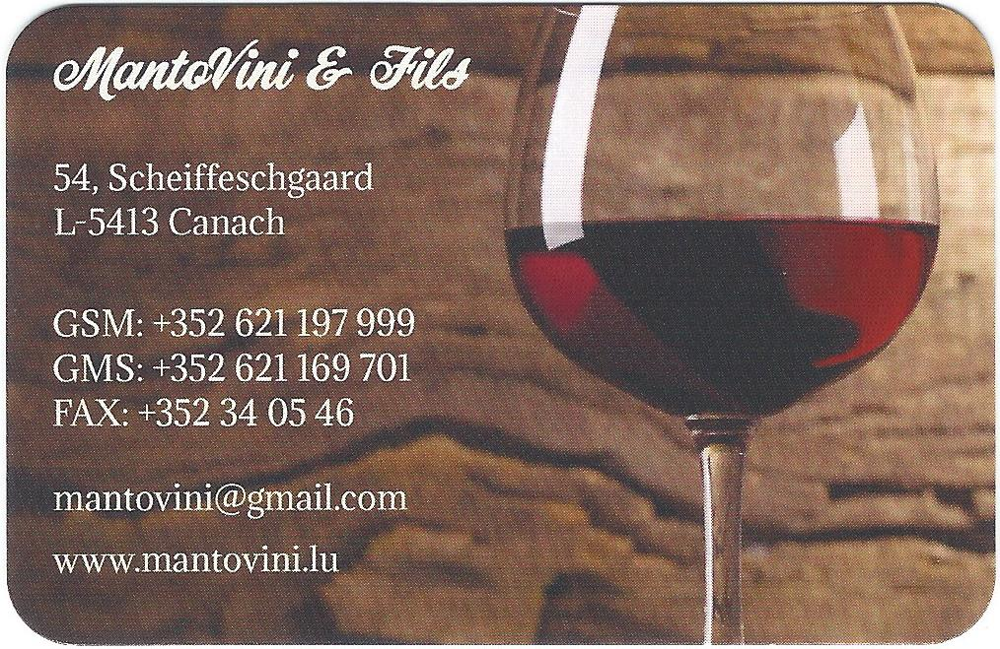 MantoVini & Fils
54, Scheiffeschgaard
L-5413 Canach
GSM: +352 621 197 999
GMS: +352 621 169 701
FAX: +352 34 05 46
mantovini@gmail.com
www.mantovini.lu